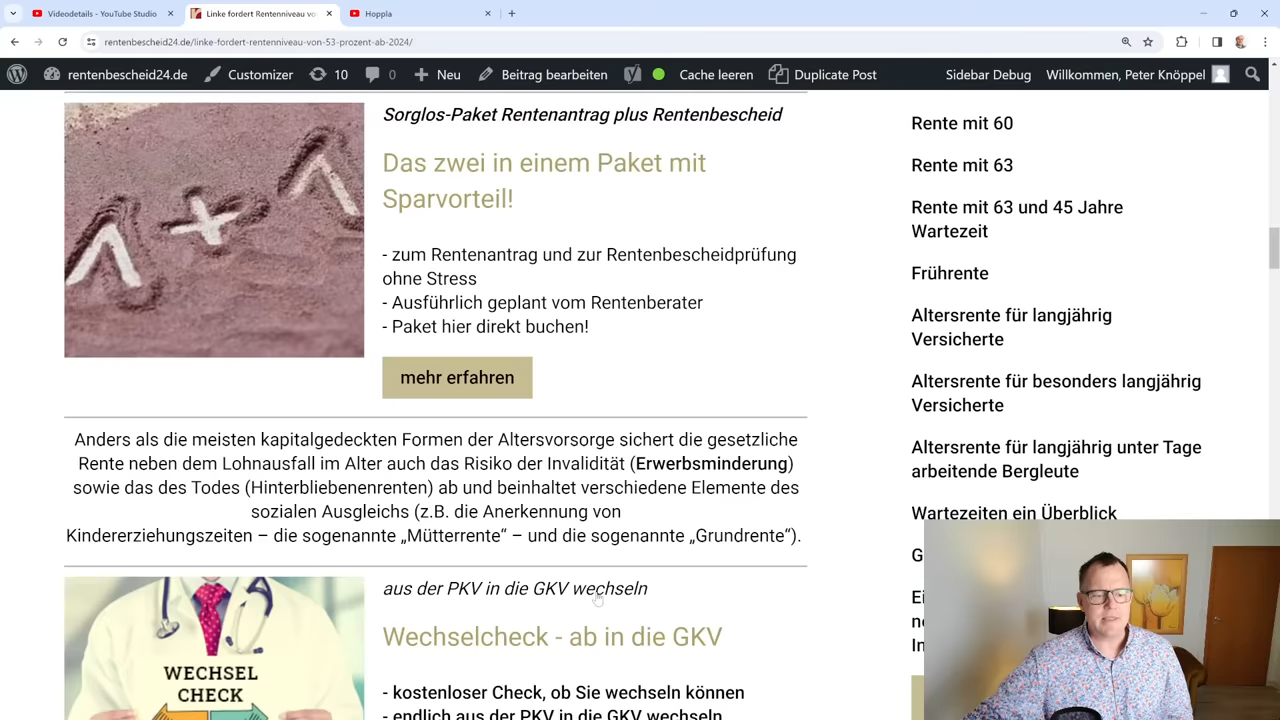 Videodetails - YouTube Studio
Linke fordert Rentenniveau vo
Hoppla
rentenbescheid24.de/linke-fordert-rentenniveau-von-53-prozent-ab-2024/
rentenbescheid24.de Customizer 10 0 Neu Beitrag bearbeiten Cache leeren Duplicate Post Sidebar Debug Willkommen, Peter Knöppel
Sorglos-Paket Rentenantrag plus Rentenbescheid
Das zwei in einem Paket mit
Sparvorteil!
- zum Rentenantrag und zur Rentenbescheidprüfung
ohne Stress
- Ausführlich geplant vom Rentenberater
- Paket hier direkt buchen!
mehr erfahren
Anders als die meisten kapitalgedeckten Formen der Altersvorsorge sichert die gesetzliche
Rente neben dem Lohnausfall im Alter auch das Risiko der Invalidität (Erwerbsminderung)
sowie das des Todes (Hinterbliebenenrenten) ab und beinhaltet verschiedene Elemente des
sozialen Ausgleichs (z.B. die Anerkennung von
Kindererziehungszeiten – die sogenannte „Mütterrente“ – und die sogenannte „Grundrente“).
aus der PKV in die GKV wechseln
Wechselcheck - ab in die GKV
- kostenloser Check, ob Sie wechseln können
- endlich aus der PKV in die GKV wechseln
WECHSEL
CHECK
Rente mit 60
Rente mit 63
Rente mit 63 und 45 Jahre
Wartezeit
Frührente
Altersrente für langjährig
Versicherte
Altersrente für besonders langjährig
Versicherte
Altersrente für langjährig unter Tage
arbeitende Bergleute
Wartezeiten ein Überblick